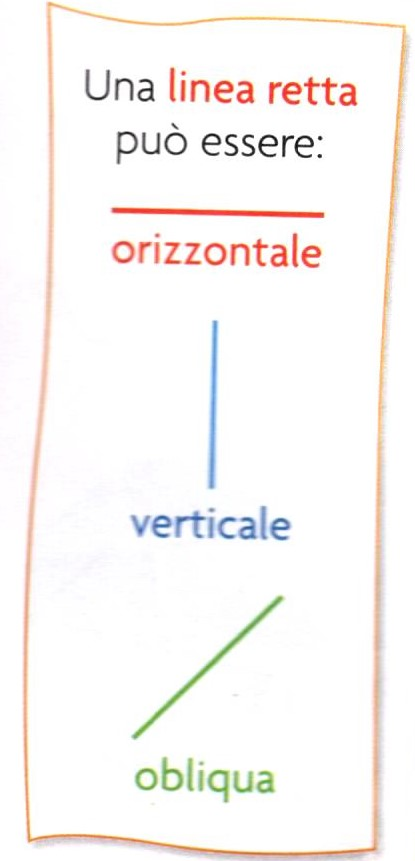 Una linea retta
può essere:
orizzontale
verticale
obliqua